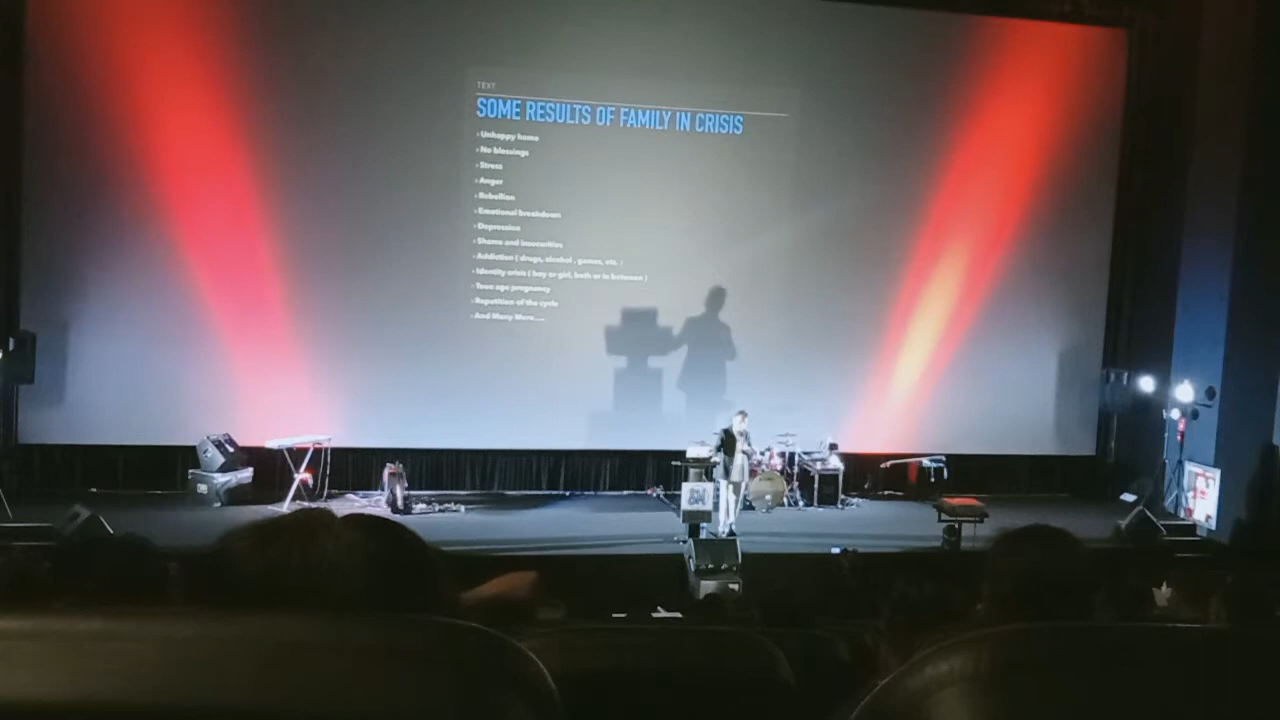 TEXT
SOME RESULTS OF FAMILY IN CRISIS
› Unhappy home
› No blessings
› Stress
› Anger
› Rebellion
› Emotional breakdown
› Depression
› Shame and insecurities
› Addiction ( drugs, alcohol , games, etc. )
› Identity crisis ( boy or girl, both or in between )
› Teen age pregnancy
› Repetition of the cycle
› And Many More....